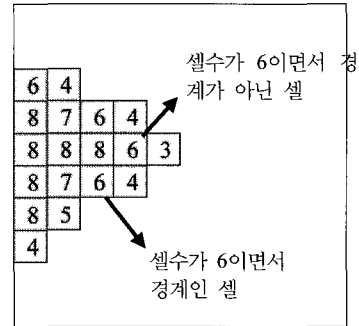 셀수가 6이면서 경
계가 아닌 셀
6 4
8 7 6 4
8 8 8 6 3
8 7 6 4
8 5
4
셀수가 6이면서
경계인 셀